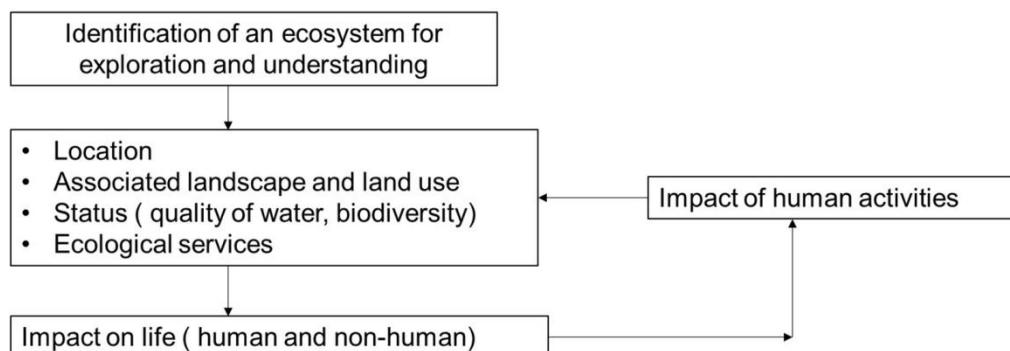 Identification of an ecosystem for
exploration and understanding
• Location
• Associated landscape and land use
• Status ( quality of water, biodiversity)
• Ecological services
Impact of human activities
Impact on life ( human and non-human)